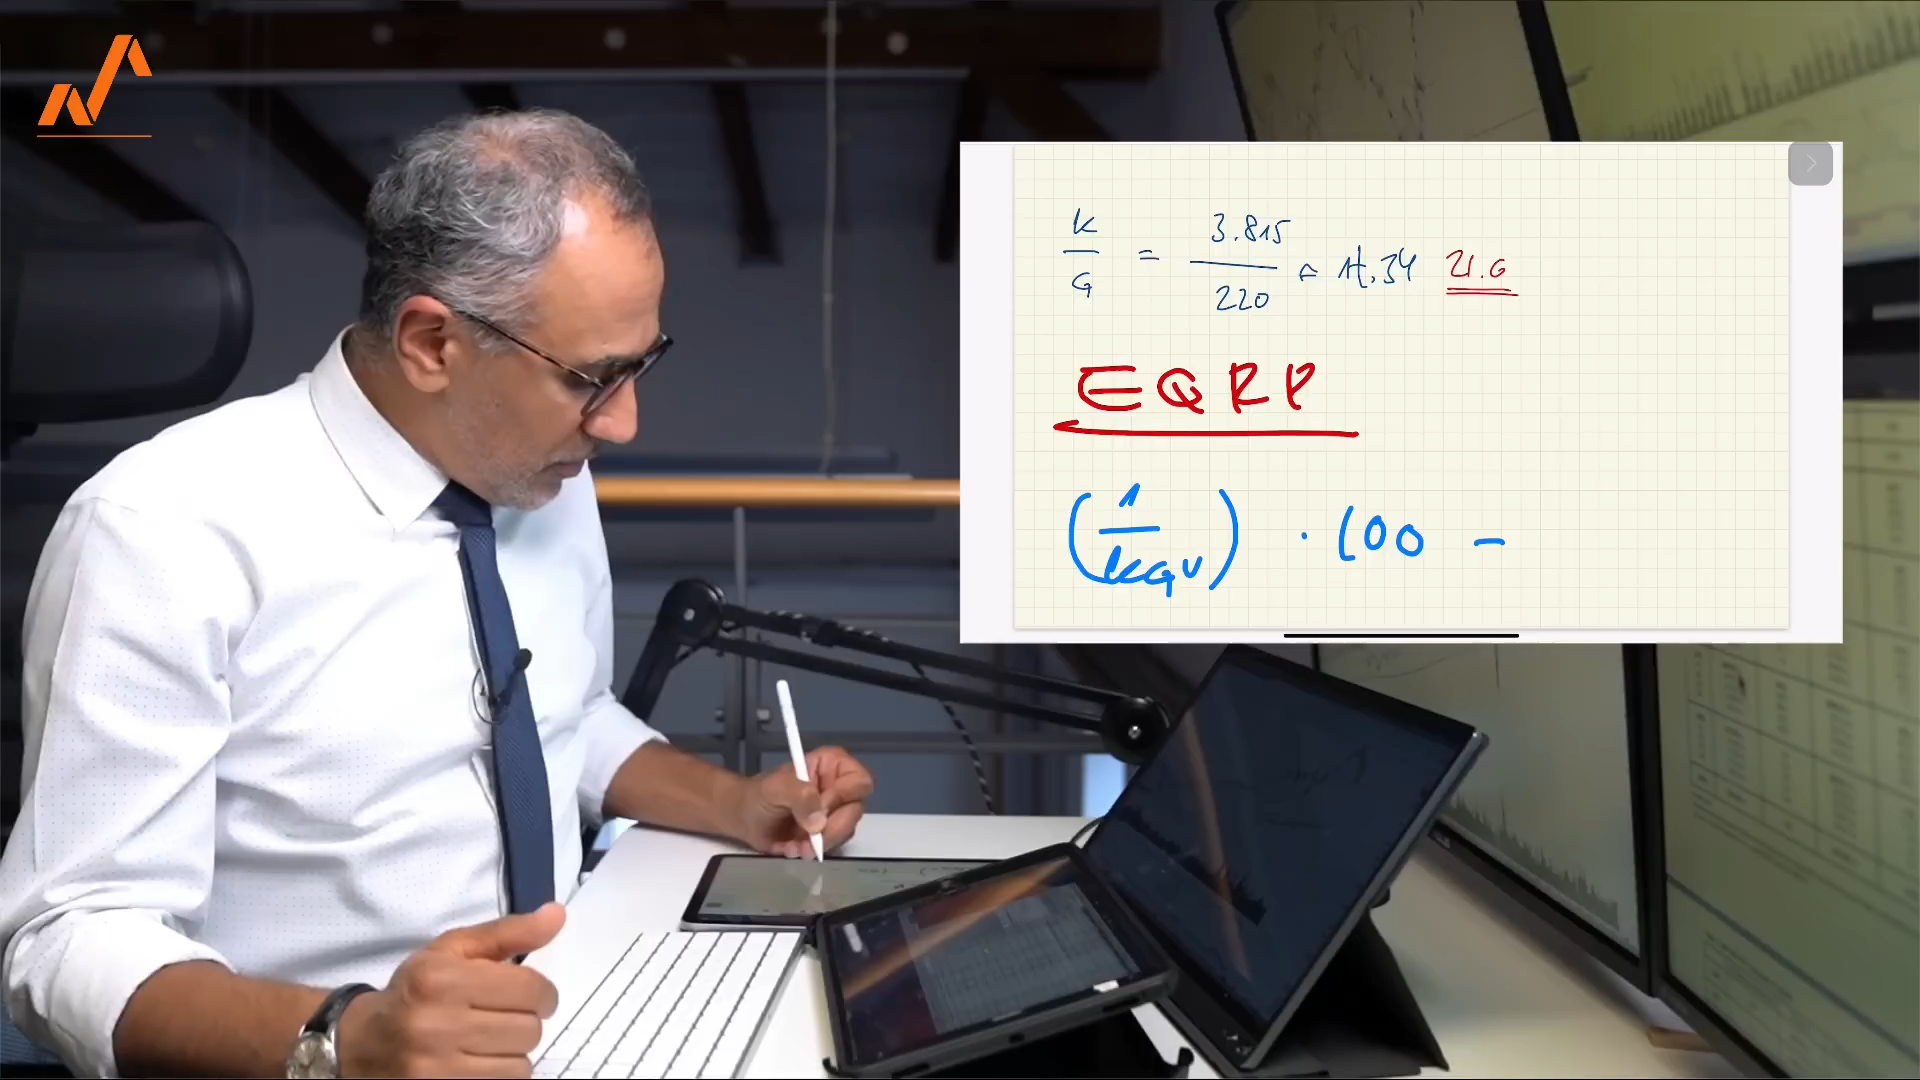 K
G
=
3.815
220
≈ 17.34 21.6
EQRP
(1
KGV) · 100 -